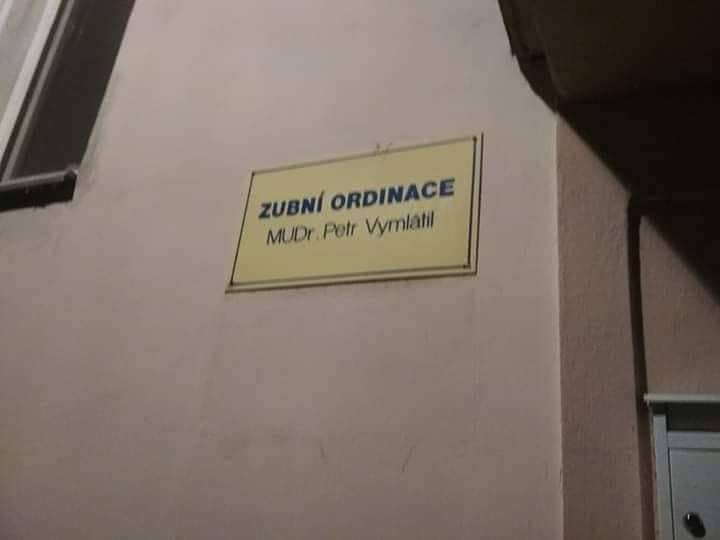 ZUBNÍ ORDINACE
MUDr. Petr Vymlátil